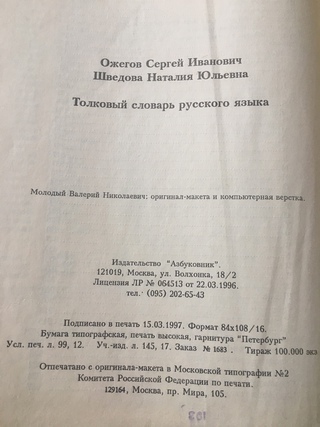 Ожегов Сергей Иванович
Шведова Наталия Юльевна
Толковый словарь русского языка
Молодый Валерий Николаевич: оригинал-макета и компьютерная верстка.
Издательство "Азбуковник".
121019, Москва, ул. Волхонка, 18/2
Лицензия ЛР № 064513 от 22.03.1996.
тел. (095) 202-65-43
Подписано в печать 15.03.1997. Формат 84х108/16.
Бумага типографская, печать высокая, гарнитура "Петербург"
Усл. печ. л. 99, 12. Уч.-изд. л. 145, 17. Заказ № 1683 . Тираж 100.000 экз
Отпечатано с оригинала-макета в Московской типографии №2
Комитета Российской Федерации по печати.
129164, Москва, пр. Мира, 105.